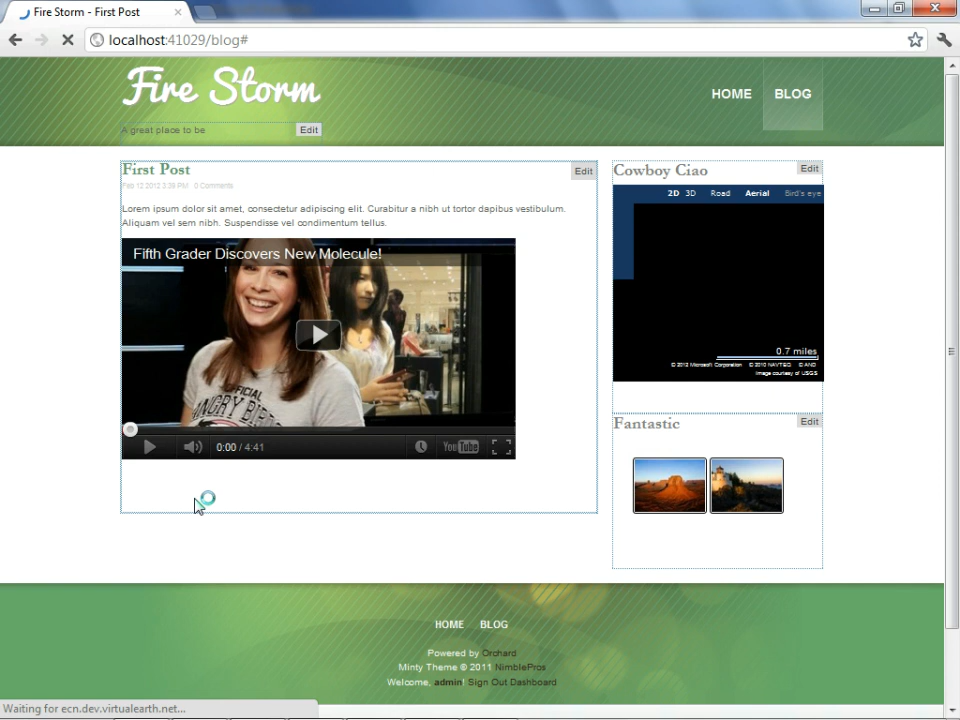 Fire Storm - First Post
localhost:41029/blog#
Fire Storm
HOME BLOG
A great place to be
Edit
First Post
Edit
Feb 12 2012 3:39 PM 0 Comments
Lorem ipsum dolor sit amet, consectetur adipiscing elit. Curabitur a nibh ut tortor dapibus vestibulum.
Aliquam vel sem nibh. Suspendisse vel condimentum tellus.
Fifth Grader Discovers New Molecule!
OFFICIAL
ANGRY BIRD
0:00 / 4:41
YouTube
Cowboy Ciao
Edit
2D 3D Road Aerial Bird's eye
0.7 miles
© 2012 Microsoft Corporation © 2010 NAVTEQ © AND
Image courtesy of USGS
Fantastic
Edit
HOME BLOG
Powered by Orchard
Minty Theme © 2011 NimblePros
Welcome, admin! Sign Out Dashboard
Waiting for ecn.dev.virtualearth.net...